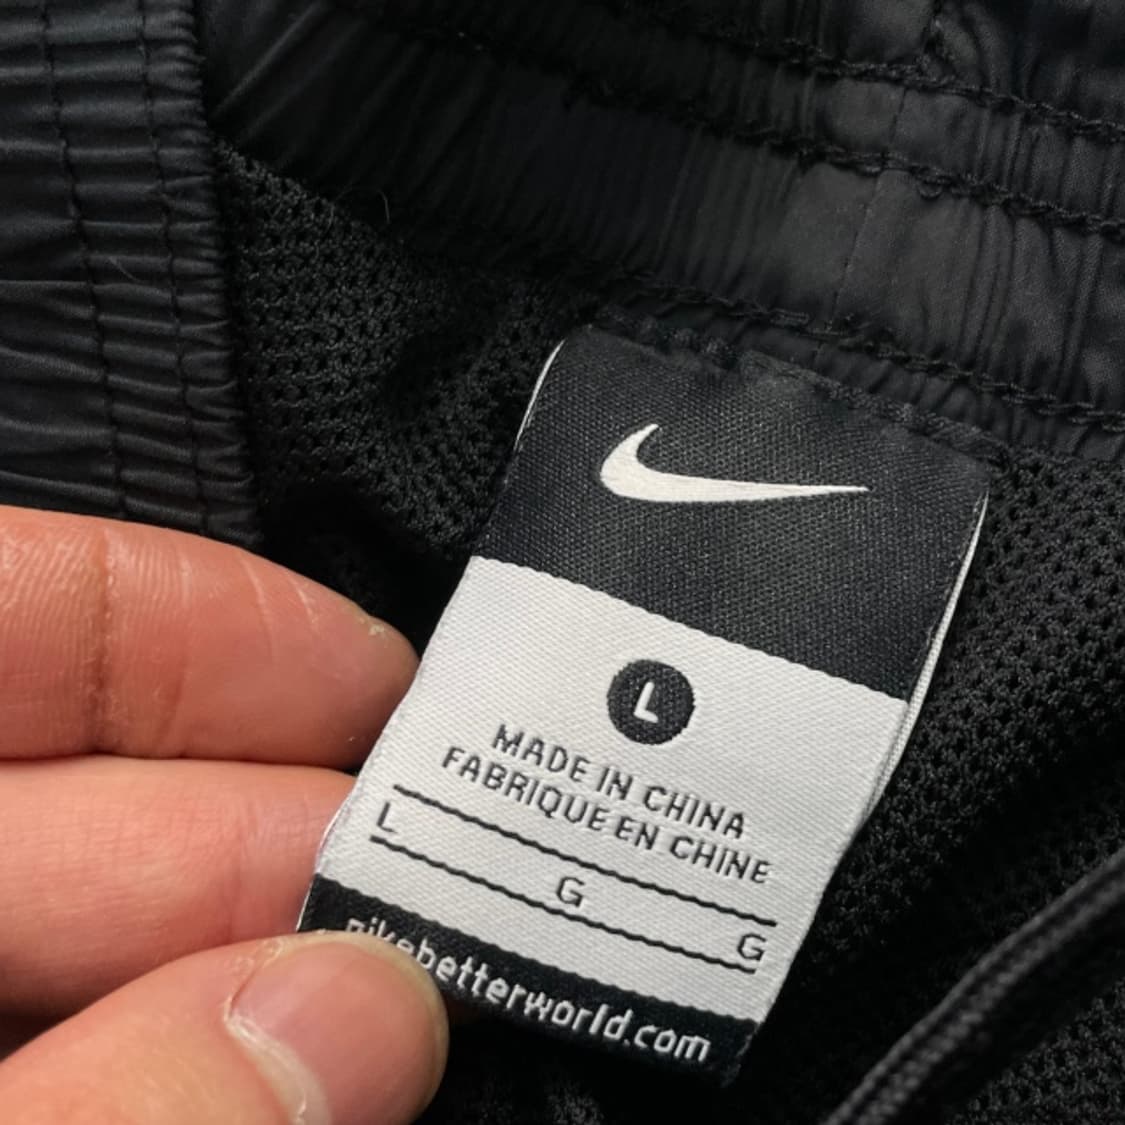 L
MADE IN CHINA
FABRIQUE EN CHINE
L G G
nikebetterworld.com